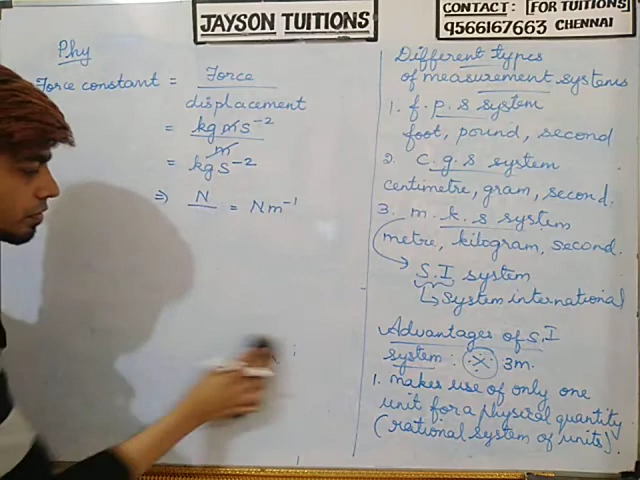 JAYSON TUITIONS
CONTACT: [FOR TUITIONS]
9566167663 CHENNAI
Phy
Force constant = Force
displacement
= kg m s⁻²
m
= kg s⁻²
⇒ N = Nm⁻¹
Different types
of measurement systems
1. f.p.s system
foot, pound, second
2. C.g.s system
centimetre, gram, second.
3. m.k.s system
metre, kilogram, second.
S.I system
↳ System international
Advantages of S.I
system: (·X·) 3m.
1. makes use of only one
unit for a physical quantity
(rational system of units).